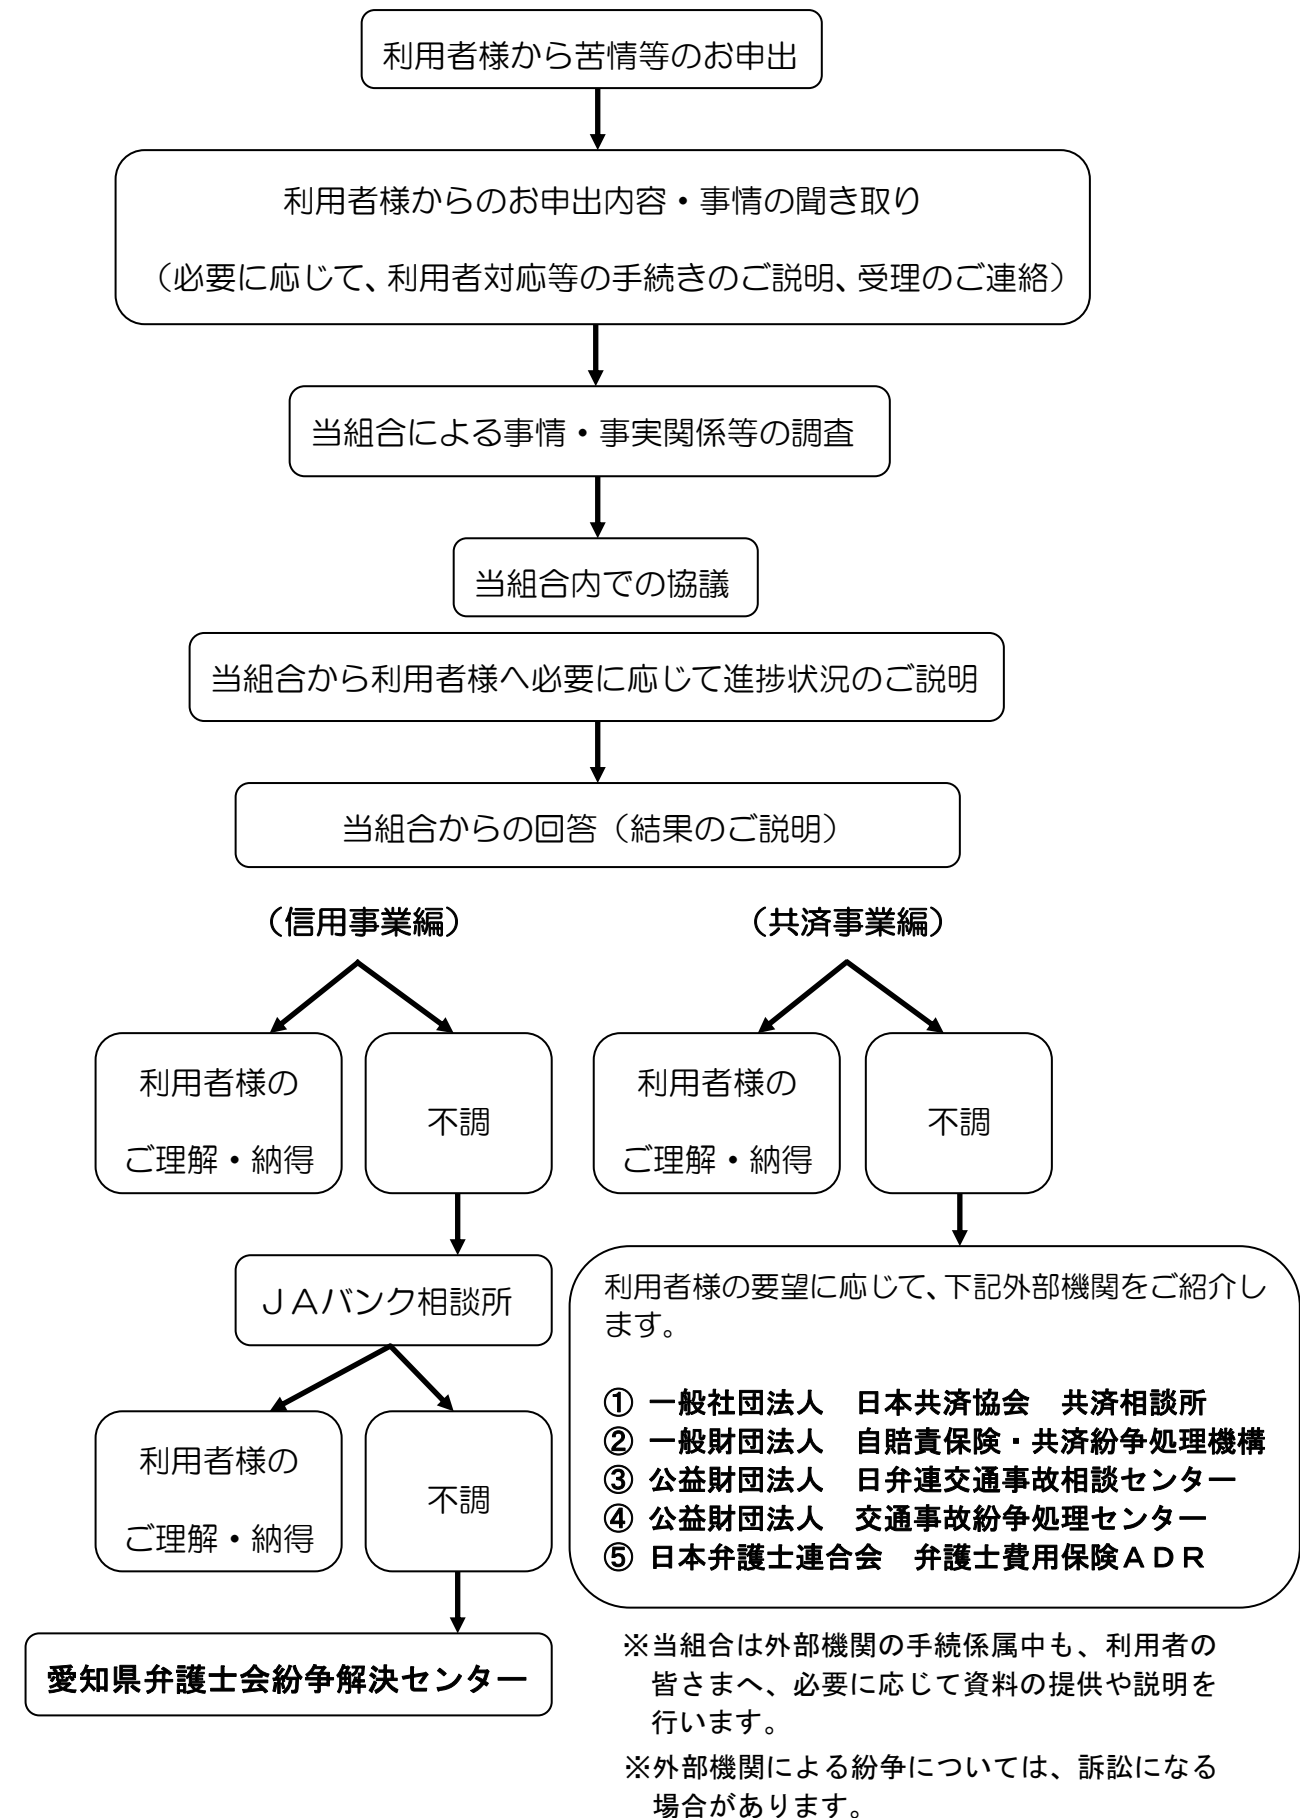 利用者様から苦情等のお申出
利用者様からのお申出内容・事情の聞き取り
（必要に応じて、利用者対応等の手続きのご説明、受理のご連絡）
当組合による事情・事実関係等の調査
当組合内での協議
当組合から利用者様へ必要に応じて進捗状況のご説明
当組合からの回答（結果のご説明）
（信用事業編）
利用者様の
ご理解・納得
不調
ＪＡバンク相談所
利用者様の
ご理解・納得
不調
愛知県弁護士会紛争解決センター
（共済事業編）
利用者様の
ご理解・納得
不調
利用者様の要望に応じて、下記外部機関をご紹介し
ます。
① 一般社団法人　日本共済協会　共済相談所
② 一般財団法人　自賠責保険・共済紛争処理機構
③ 公益財団法人　日弁連交通事故相談センター
④ 公益財団法人　交通事故紛争処理センター
⑤ 日本弁護士連合会　弁護士費用保険ＡＤＲ
※当組合は外部機関の手続係属中も、利用者の
皆さまへ、必要に応じて資料の提供や説明を
行います。
※外部機関による紛争については、訴訟になる
場合があります。